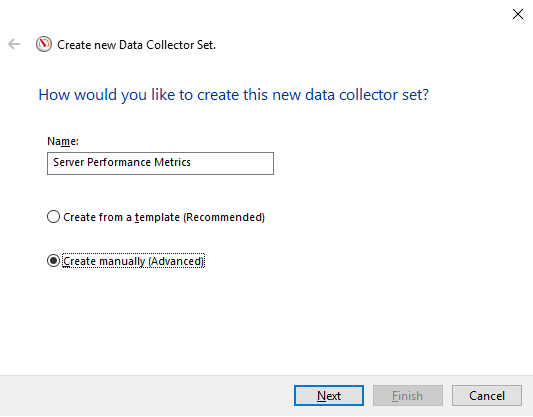 Create new Data Collector Set.
How would you like to create this new data collector set?
Name:
Server Performance Metrics
Create from a template (Recommended)
Create manually (Advanced)
Next Finish Cancel